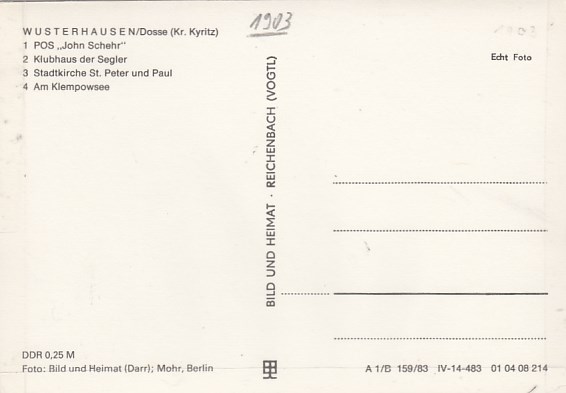 WUSTERHAUSEN/Dosse (Kr. Kyritz)
1 POS „John Schehr“
2 Klubhaus der Segler
3 Stadtkirche St. Peter und Paul
4 Am Klempowsee
1903
Echt Foto
BILD UND HEIMAT · REICHENBACH (VOGTL)
DDR 0,25 M
Foto: Bild und Heimat (Darr); Mohr, Berlin
A 1/B 159/83 IV-14-483 01 04 08 214